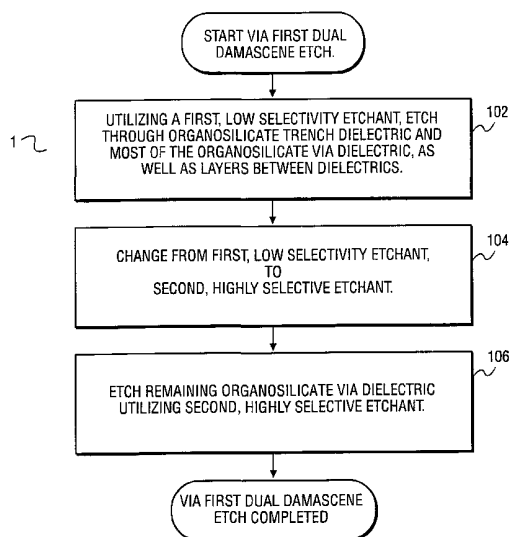 START VIA FIRST DUAL
DAMASCENE ETCH.
UTILIZING A FIRST, LOW SELECTIVITY ETCHANT, ETCH
THROUGH ORGANOSILICATE TRENCH DIELECTRIC AND
MOST OF THE ORGANOSILICATE VIA DIELECTRIC, AS
WELL AS LAYERS BETWEEN DIELECTRICS.
102
1
CHANGE FROM FIRST, LOW SELECTIVITY ETCHANT,
TO
SECOND, HIGHLY SELECTIVE ETCHANT.
104
ETCH REMAINING ORGANOSILICATE VIA DIELECTRIC
UTILIZING SECOND, HIGHLY SELECTIVE ETCHANT.
106
VIA FIRST DUAL DAMASCENE
ETCH COMPLETED